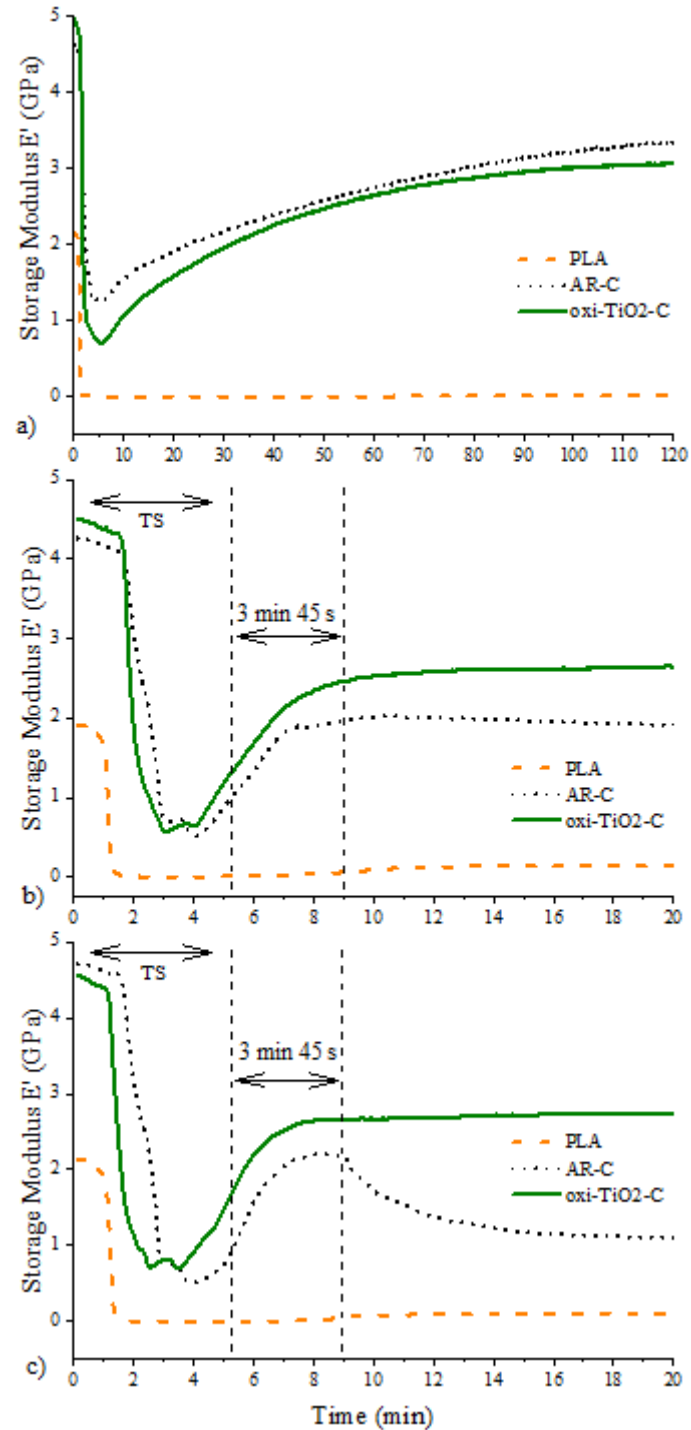 Storage Modulus E' (GPa)
5
4
3
2
1
0
PLA
AR-C
oxi-TiO2-C
a)
0 10 20 30 40 50 60 70 80 90 100 110 120
Storage Modulus E' (GPa)
5
4
3
2
1
0
TS
3 min 45 s
PLA
AR-C
oxi-TiO2-C
b)
0 2 4 6 8 10 12 14 16 18 20
Storage Modulus E' (GPa)
5
4
3
2
1
0
TS
3 min 45 s
PLA
AR-C
oxi-TiO2-C
c)
0 2 4 6 8 10 12 14 16 18 20
Time (min)